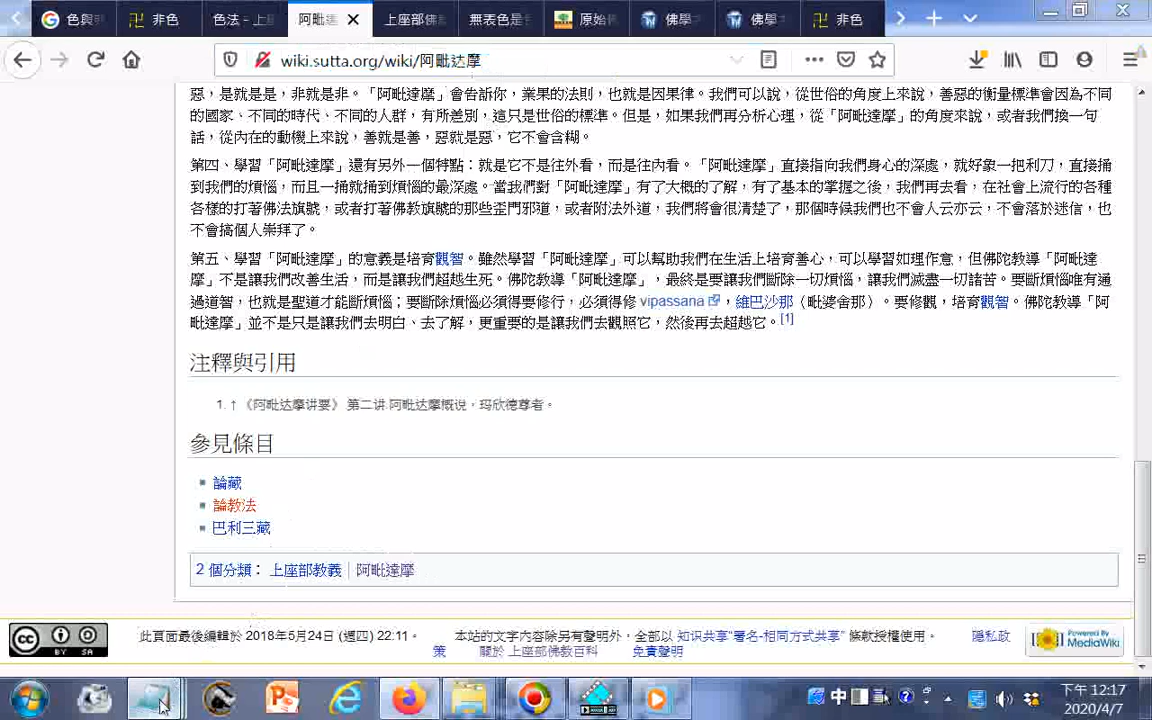 色與
非色
色法 - 上
阿毗達
上座部佛
無表色是
原始
佛學
佛學
非色
wiki.sutta.org/wiki/阿毗达摩
惡，是就是是，非就是非。「阿毗達摩」會告訴你，業果的法則，也就是因果律。我們可以說，從世俗的角度上來說，善惡的衡量標準會因為不同
的國家、不同的時代、不同的人群，有所差別，這只是世俗的標準。但是，如果我們再分析心理，從「阿毗達摩」的角度來說，或者我們換一句
話，從內在的動機上來說，善就是善，惡就是惡，它不會含糊。
第四、學習「阿毗達摩」還有另外一個特點：就是它不是往外看，而是往內看。「阿毗達摩」直接指向我們身心的深處，就好象一把利刀，直接捅
到我們的煩惱，而且一捅就捅到煩惱的最深處。當我們對「阿毗達摩」有了大概的了解，有了基本的掌握之後，我們再去看，在社會上流行的各種
各樣的打著佛法旗號，或者打著佛教旗號的那些歪門邪道，或者附法外道，我們將會很清楚了，那個時候我們也不會人云亦云，不會落於迷信，也
不會搞個人崇拜了。
第五、學習「阿毗達摩」的意義是培育觀智。雖然學習「阿毗達摩」可以幫助我們在生活上培育善心，可以學習如理作意，但佛陀教導「阿毗達
摩」不是讓我們改善生活，而是讓我們超越生死。佛陀教導「阿毗達摩」，最終是要讓我們斷除一切煩惱，讓我們滅盡一切諸苦。要斷煩惱唯有通
過道智，也就是聖道才能斷煩惱；要斷除煩惱必須得要修行，必須得修 vipassana，維巴沙那（毗婆舍那）。要修觀，培育觀智。佛陀教導「阿
毗達摩」並不是只是讓我們去明白、去了解，更重要的是讓我們去觀照它，然後再去超越它。[1]
注釋與引用
1. ↑ 《阿毗达摩讲要》 第二讲.阿毗达摩概说，玛欣德尊者。
參見條目
論藏
論教法
巴利三藏
2 個分類： 上座部教義 | 阿毗達摩
此頁面最後編輯於 2018年5月24日 (週四) 22:11。 本站的文字內容除另有聲明外，全部以 知识共享"署名-相同方式共享" 條款授權使用。 隱私政
策 關於 上座部佛教百科 免責聲明
cc BY SA
Powered By MediaWiki
中
下午 12:17
2020/4/7